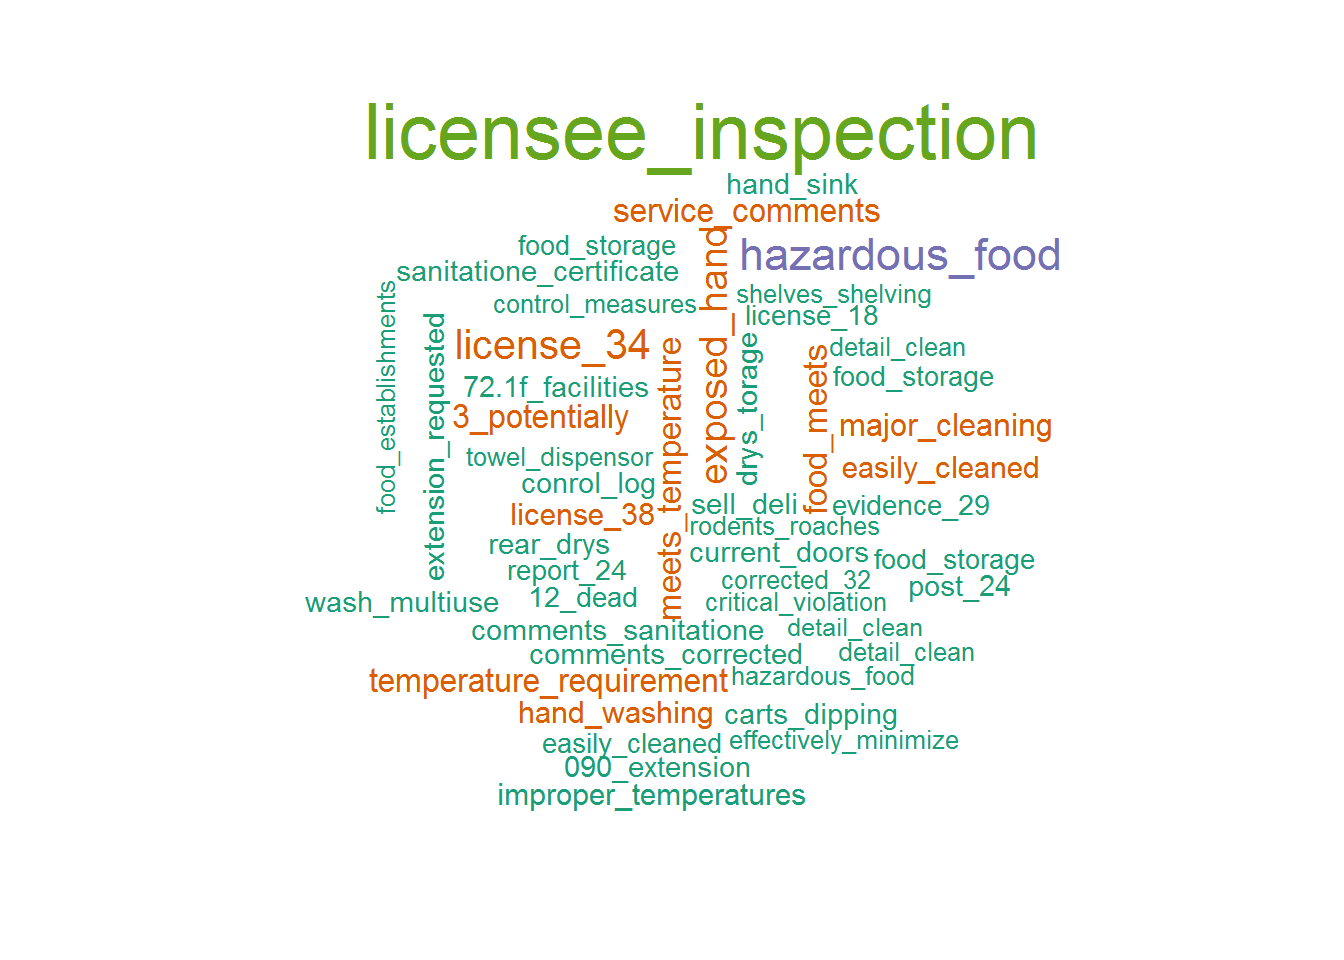 licensee_inspection
hand_sink
service_comments
food_storage
hazardous_food
sanitatione_certificate
control_measures
shelves_shelving
license_18
food_establishments
extension_requested
license_34
meets_temperature
exposed_hand
drys_torage
food_meets
detail_clean
72.1f_facilities
food_storage
3_potentially
major_cleaning
towel_dispensor
easily_cleaned
conrol_log
sell_deli
evidence_29
license_38
rodents_roaches
rear_drys
current_doors
food_storage
report_24
corrected_32
post_24
wash_multiuse
12_dead
critical_violation
comments_sanitatione
detail_clean
comments_corrected
detail_clean
temperature_requirement
hazardous_food
hand_washing
carts_dipping
easily_cleaned
effectively_minimize
090_extension
improper_temperatures